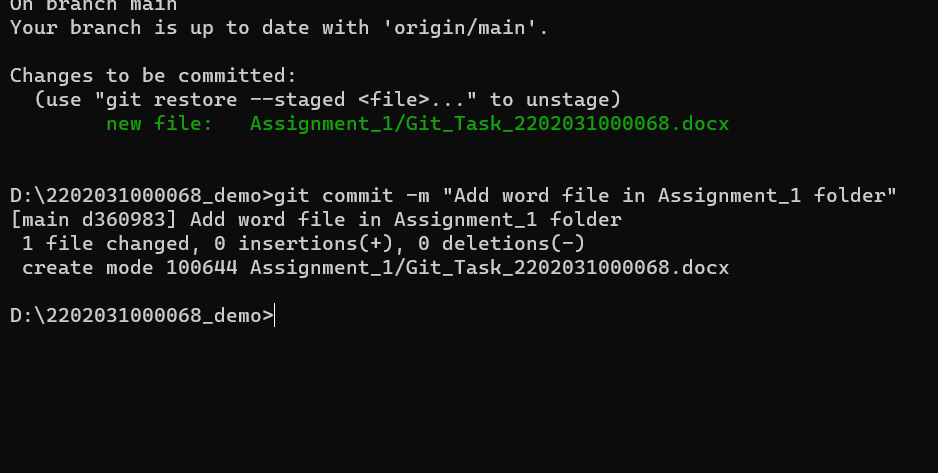 On branch main
Your branch is up to date with 'origin/main'.
Changes to be committed:
  (use "git restore --staged <file>..." to unstage)
        new file:   Assignment_1/Git_Task_2202031000068.docx
D:\2202031000068_demo>git commit -m "Add word file in Assignment_1 folder"
[main d360983] Add word file in Assignment_1 folder
 1 file changed, 0 insertions(+), 0 deletions(-)
 create mode 100644 Assignment_1/Git_Task_2202031000068.docx
D:\2202031000068_demo>